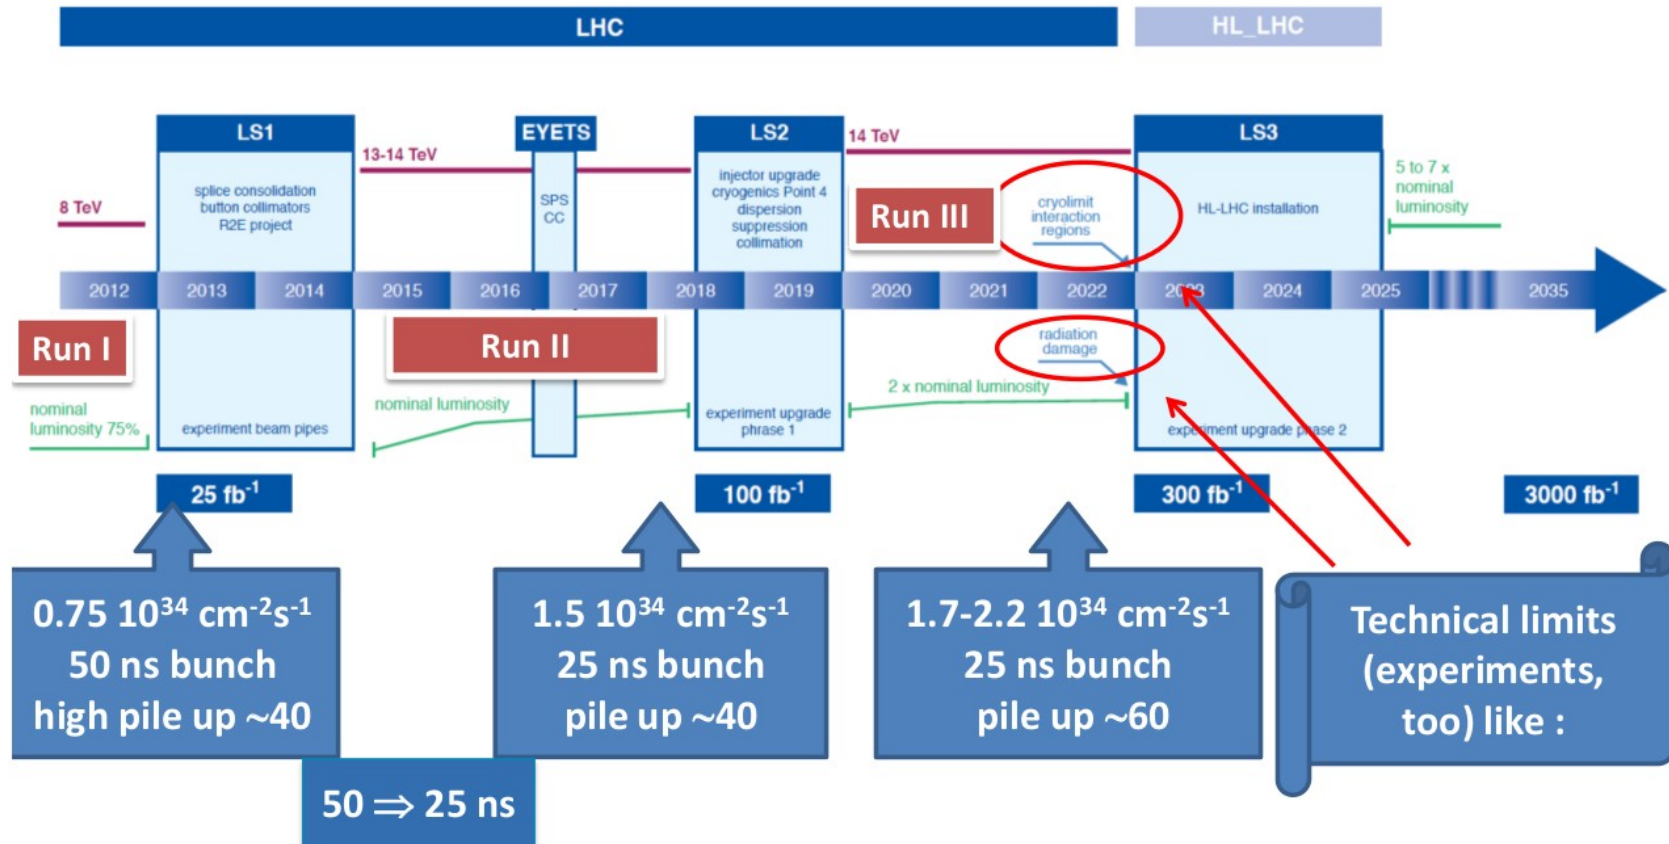 LHC
HL_LHC
LS1
EYETS
LS2
LS3
8 TeV
splice consolidation
button collimators
R2E project
13-14 TeV
SPS
CC
injector upgrade
cryogenics Point 4
dispersion
suppression
collimation
14 TeV
Run III
cryolimit
interaction
regions
HL-LHC installation
5 to 7 x
nominal
luminosity
2012
2013
2014
2015
2016
2017
2018
2019
2020
2021
2022
2023
2024
2025
2035
Run I
Run II
radiation
damage
nominal
luminosity 75%
experiment beam pipes
nominal luminosity
experiment upgrade
phrase 1
2 x nominal luminosity
experiment upgrade phase 2
25 fb⁻¹
100 fb⁻¹
300 fb⁻¹
3000 fb⁻¹
0.75 10³⁴ cm⁻²s⁻¹
50 ns bunch
high pile up ~40
1.5 10³⁴ cm⁻²s⁻¹
25 ns bunch
pile up ~40
1.7-2.2 10³⁴ cm⁻²s⁻¹
25 ns bunch
pile up ~60
Technical limits
(experiments,
too) like :
50 ⇒ 25 ns